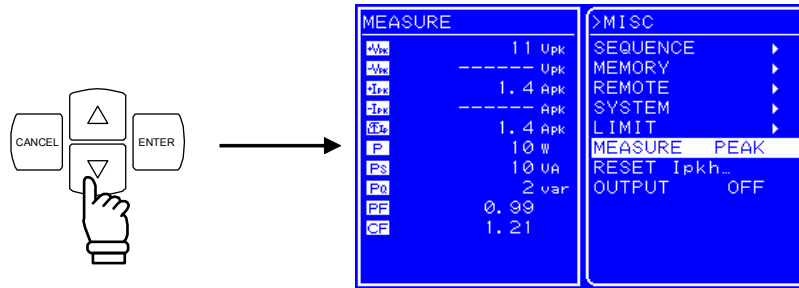 CANCEL
ENTER
MEASURE
+VPK 11 VPK
-VPK ------ VPK
+IPK 1.4 APK
-IPK ------ APK
1.4 APK
P 10 W
PS 10 VA
PQ 2 var
PF 0.99
CF 1.21
>MISC
SEQUENCE
MEMORY
REMOTE
SYSTEM
LIMIT
MEASURE PEAK
RESET Ipkh…
OUTPUT OFF